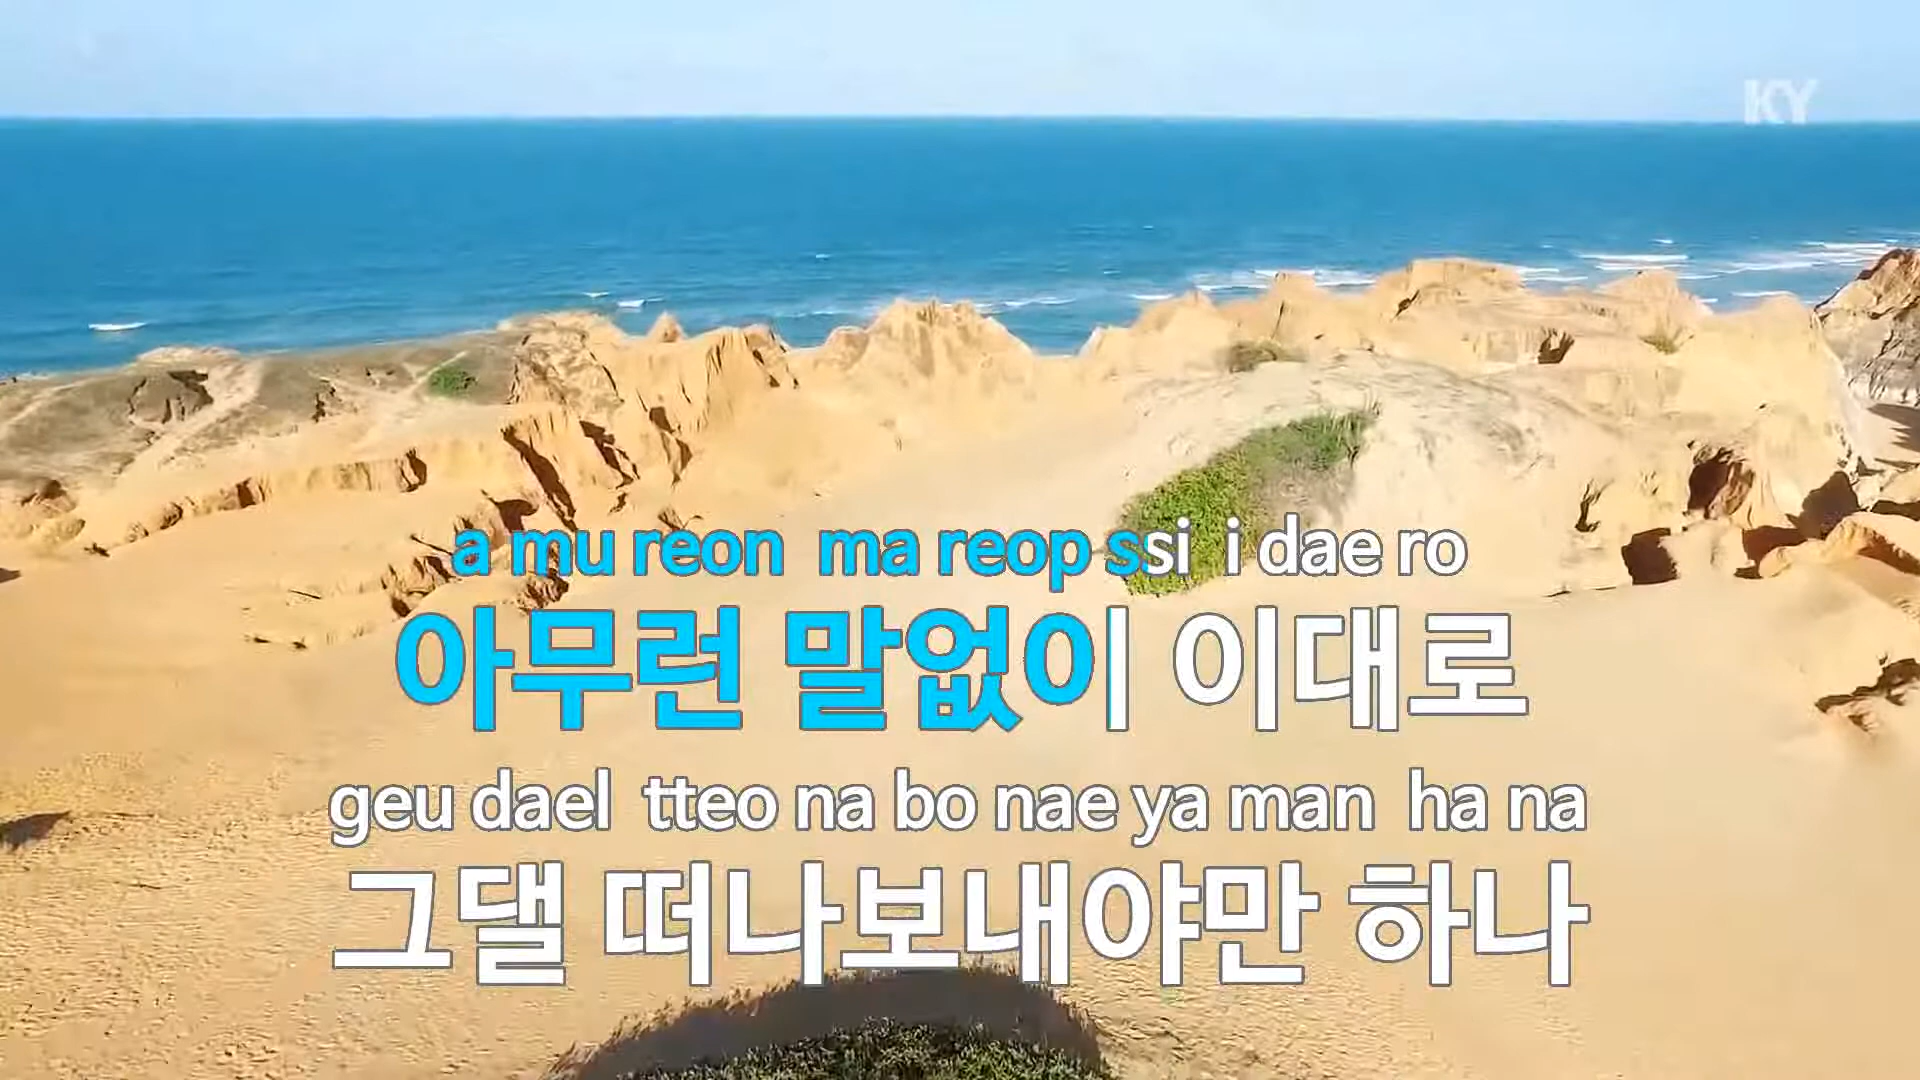 KY
a mu reon ma reop ssi i dae ro
아무런 말없이 이대로
geu dael tteo na bo nae ya man ha na
그댈 떠나보내야만 하나